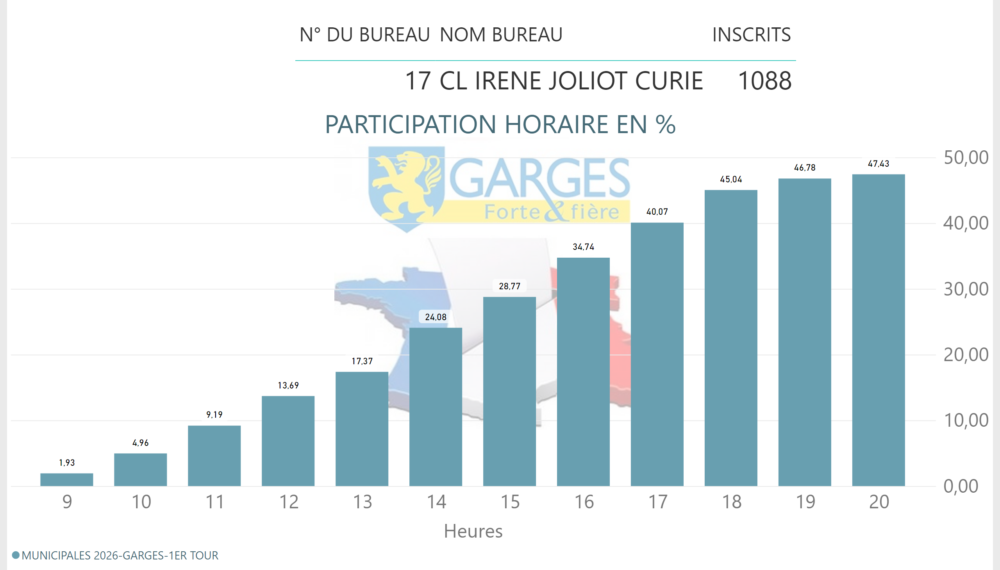 N° DU BUREAU NOM BUREAU INSCRITS
17 CL IRENE JOLIOT CURIE 1088
PARTICIPATION HORAIRE EN %
GARGES
Forte & fière
50,00
40,00
30,00
20,00
10,00
0,00
1,93
4,96
9,19
13,69
17,37
24,08
28,77
34,74
40,07
45,04
46,78
47,43
9 10 11 12 13 14 15 16 17 18 19 20
Heures
MUNICIPALES 2026-GARGES-1ER TOUR